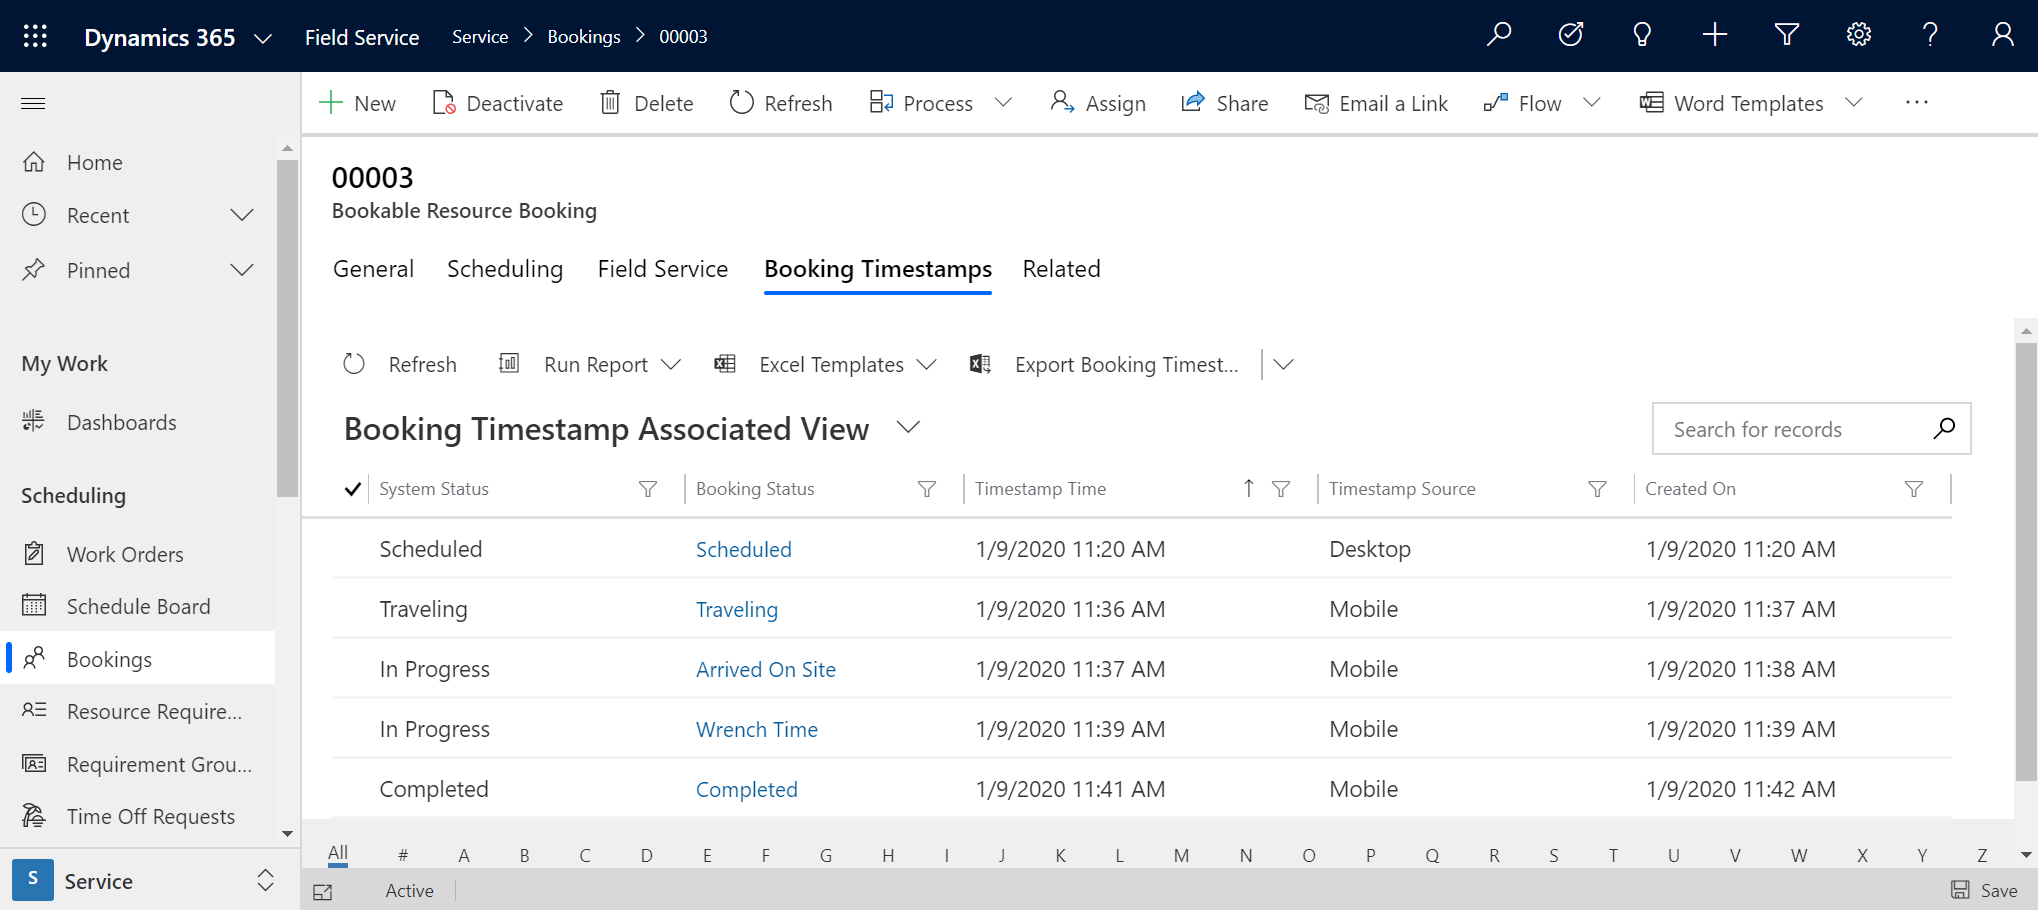 Dynamics 365 Field Service Service Bookings 00003
New Deactivate Delete Refresh Process Assign Share Email a Link Flow Word Templates ...
Home
Recent
Pinned
My Work
Dashboards
Scheduling
Work Orders
Schedule Board
Bookings
Resource Require...
Requirement Grou...
Time Off Requests
S Service
00003
Bookable Resource Booking
General Scheduling Field Service Booking Timestamps Related
Refresh Run Report Excel Templates Export Booking Timest...
Booking Timestamp Associated View
Search for records
System Status Booking Status Timestamp Time Timestamp Source Created On
Scheduled Scheduled 1/9/2020 11:20 AM Desktop 1/9/2020 11:20 AM
Traveling Traveling 1/9/2020 11:36 AM Mobile 1/9/2020 11:37 AM
In Progress Arrived On Site 1/9/2020 11:37 AM Mobile 1/9/2020 11:38 AM
In Progress Wrench Time 1/9/2020 11:39 AM Mobile 1/9/2020 11:39 AM
Completed Completed 1/9/2020 11:41 AM Mobile 1/9/2020 11:42 AM
All # A B C D E F G H I J K L M N O P Q R S T U V W X Y Z
Active Save